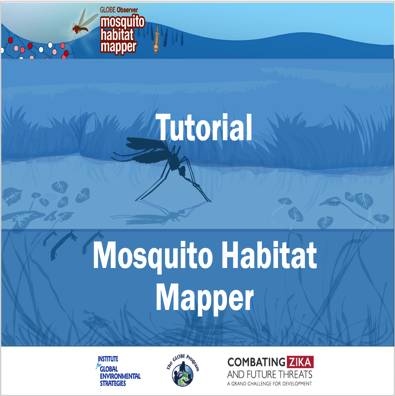 GLOBE Observer
mosquito
habitat
mapper
Tutorial
Mosquito Habitat
Mapper
INSTITUTE
for GLOBAL
ENVIRONMENTAL
STRATEGIES
The GLOBE Program
COMBATING ZIKA
AND FUTURE THREATS
A GRAND CHALLENGE FOR DEVELOPMENT